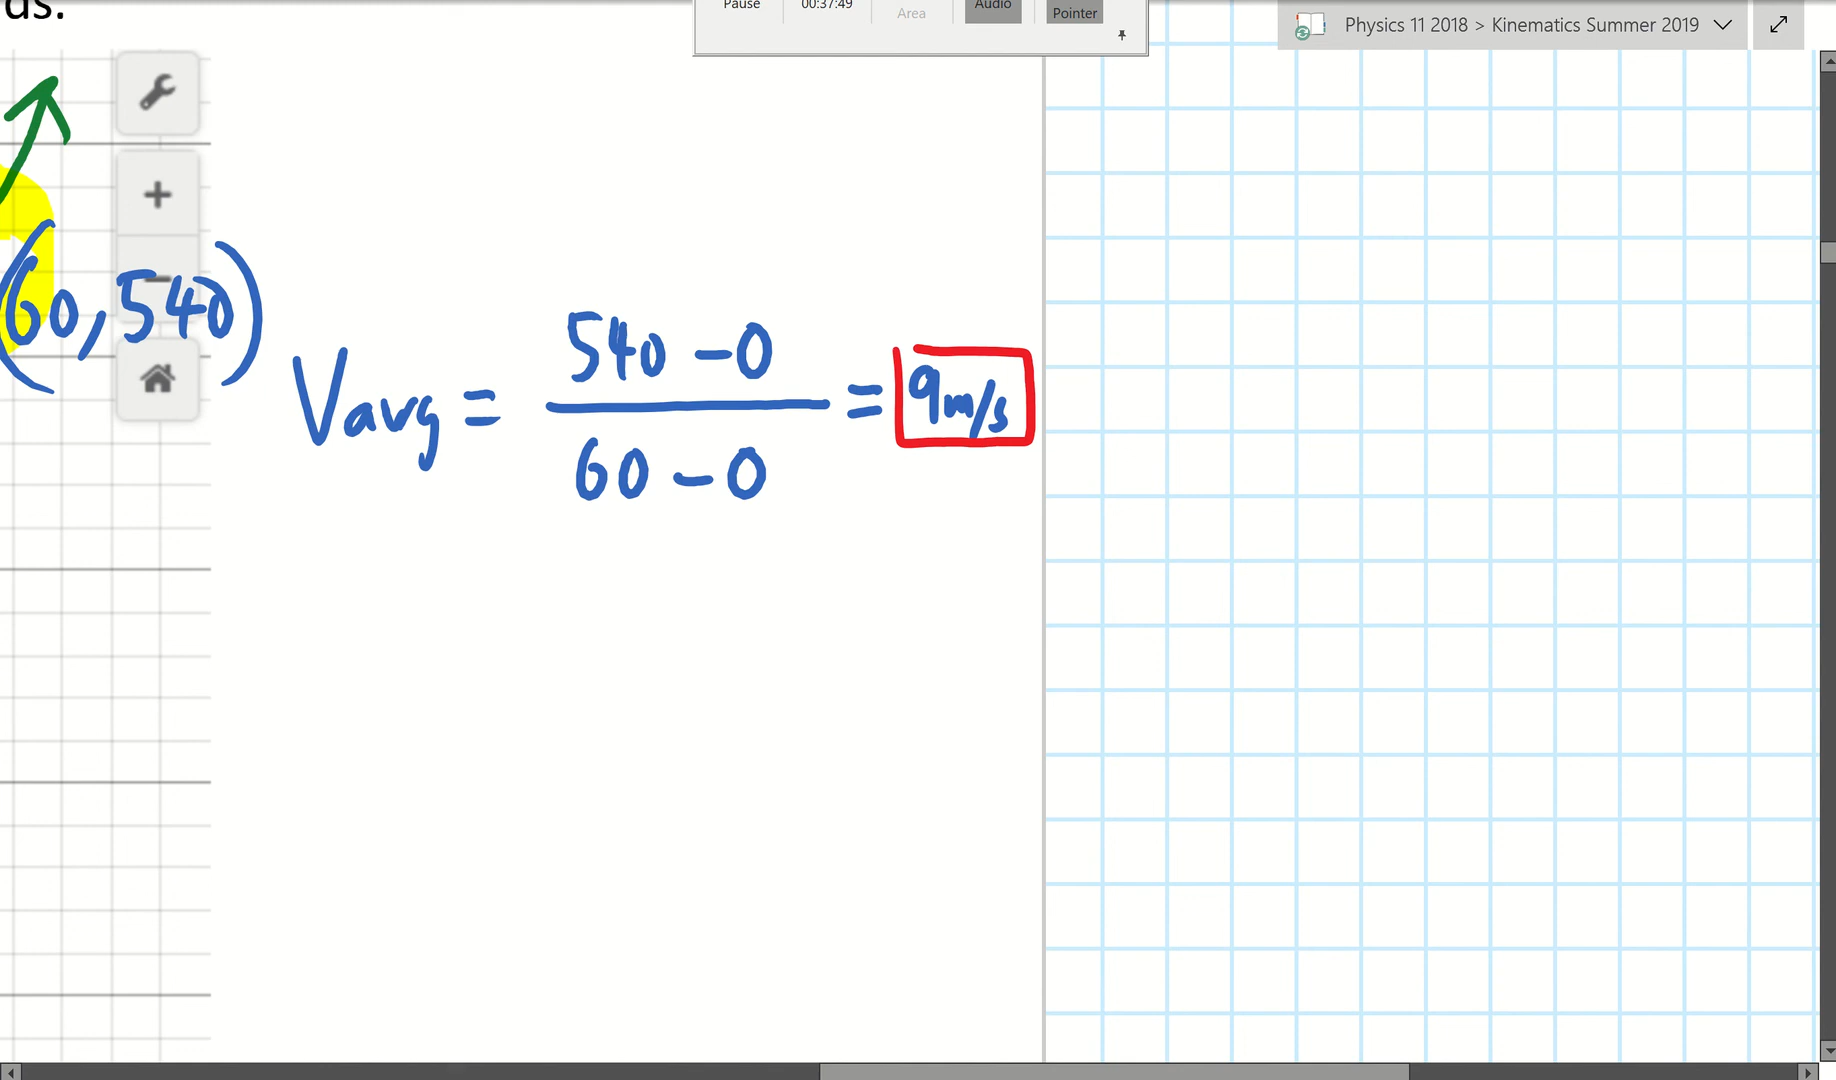 ds.
Pause 00:37:49 Area Audio Pointer
Physics 11 2018 > Kinematics Summer 2019
(60,540)
Vavg = 540 - 0 / 60 - 0 = 9m/s